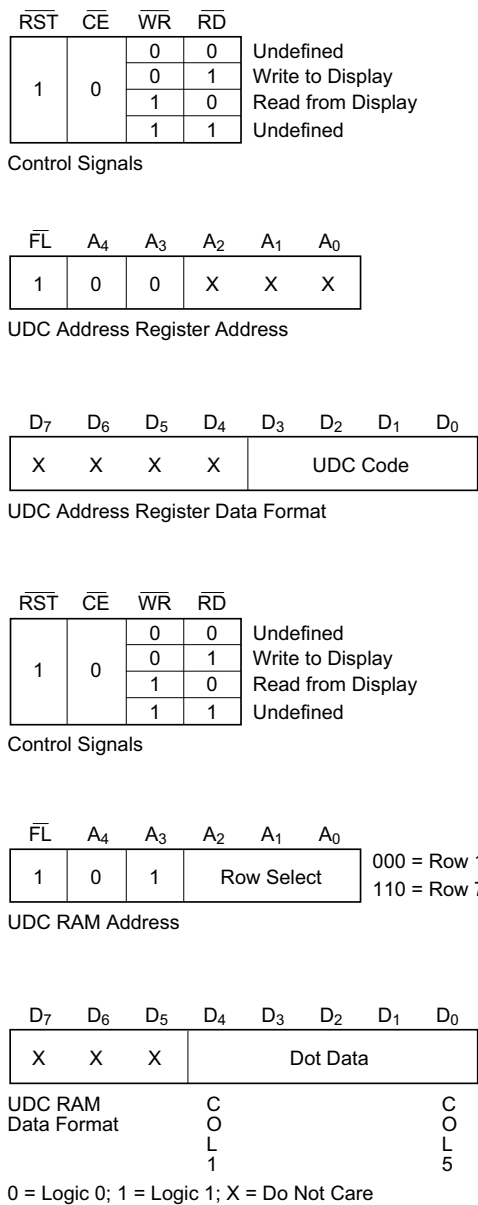 RST CE WR RD
0 0 Undefined
0 1 Write to Display
1 0 1 0 Read from Display
1 1 Undefined
Control Signals
FL A4 A3 A2 A1 A0
1 0 0 X X X
UDC Address Register Address
D7 D6 D5 D4 D3 D2 D1 D0
X X X X UDC Code
UDC Address Register Data Format
RST CE WR RD
0 0 Undefined
0 1 Write to Display
1 0 1 0 Read from Display
1 1 Undefined
Control Signals
FL A4 A3 A2 A1 A0
1 0 1 Row Select
000 = Row 1
110 = Row 7
UDC RAM Address
D7 D6 D5 D4 D3 D2 D1 D0
X X X Dot Data
UDC RAM
Data Format
C O L 1
C O L 5
0 = Logic 0; 1 = Logic 1; X = Do Not Care